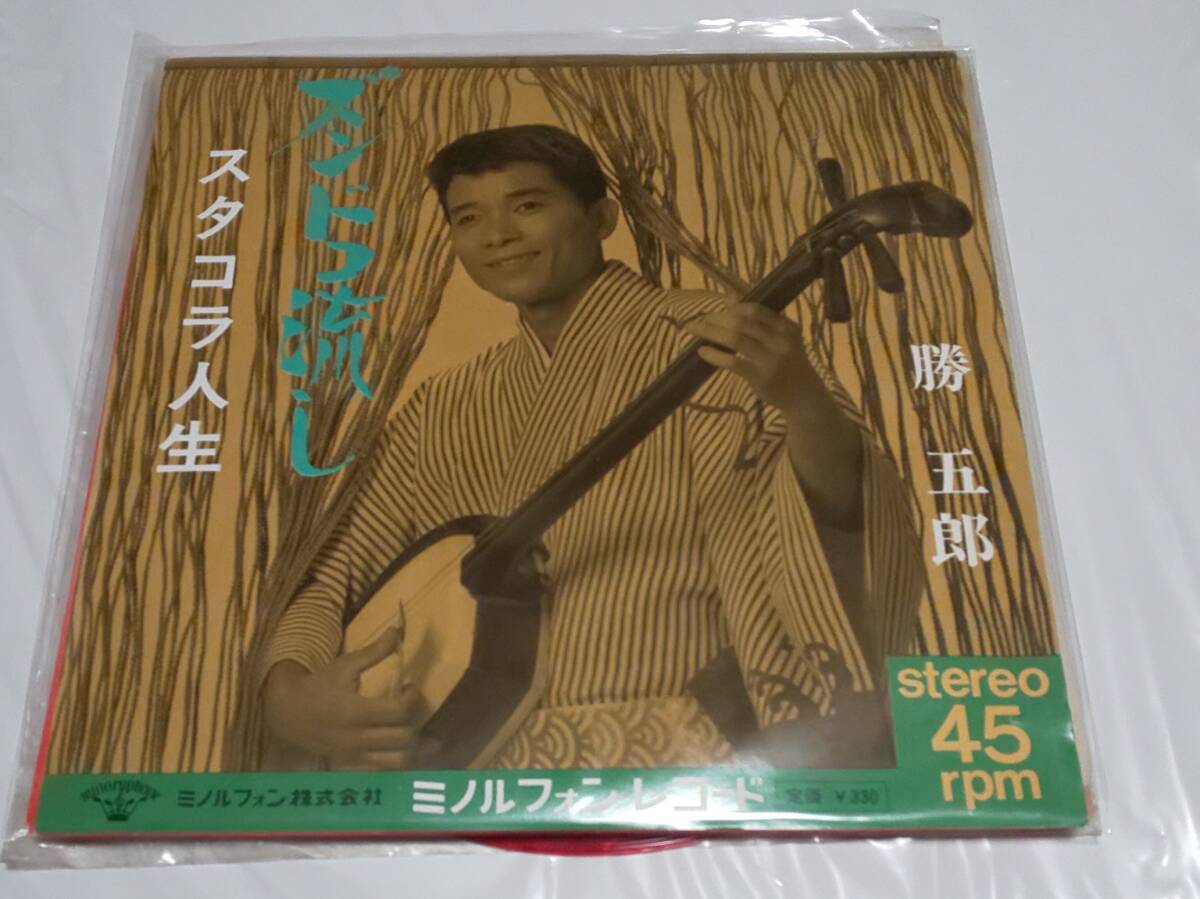 ズンドコ流し
スタコラ人生
勝 五郎
stereo
45
rpm
minoruphone
ミノルフォン株式会社
ミノルフォンレコード
定価 ¥330